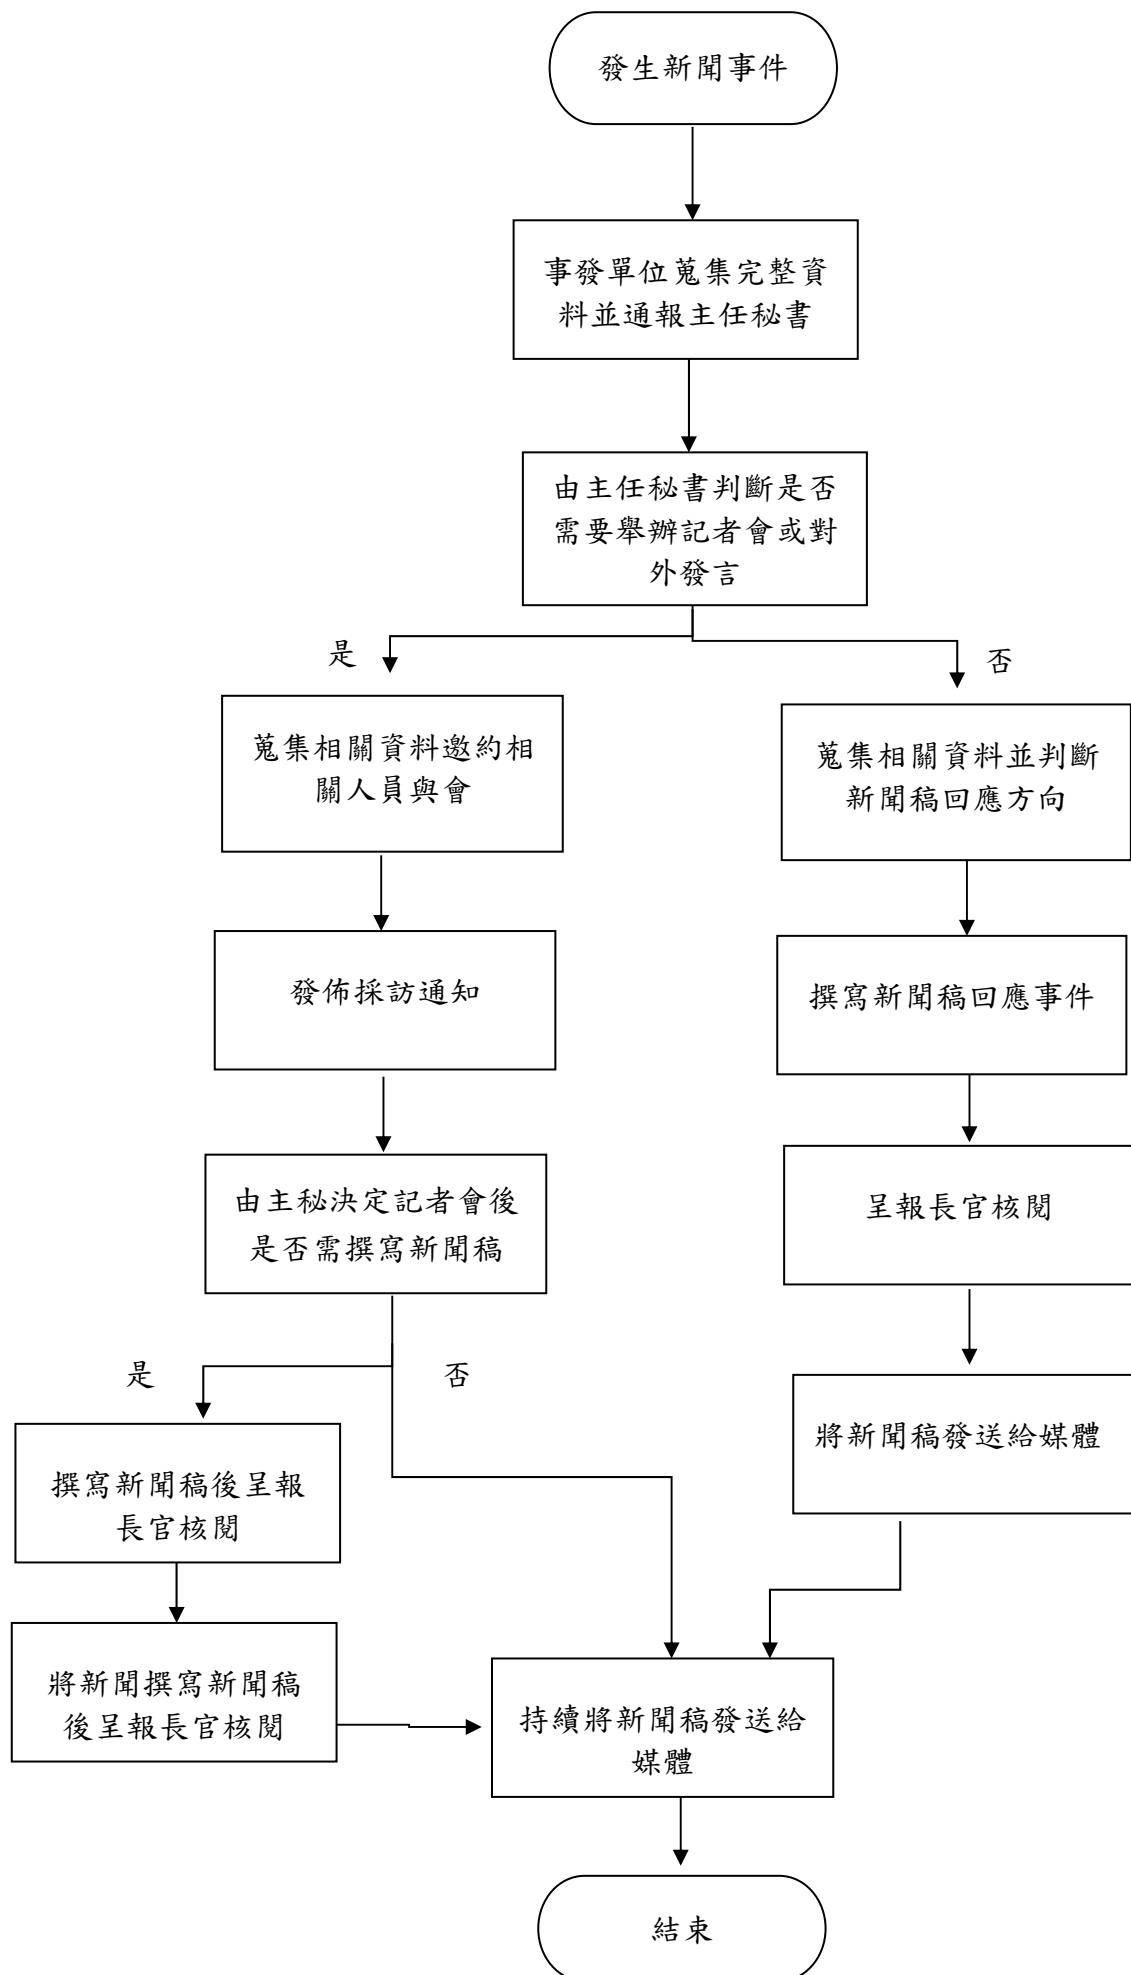 發生新聞事件
事發單位蒐集完整資
料並通報主任秘書
由主任秘書判斷是否
需要舉辦記者會或對
外發言
是
否
蒐集相關資料邀約相
關人員與會
蒐集相關資料並判斷
新聞稿回應方向
發佈採訪通知
撰寫新聞稿回應事件
由主秘決定記者會後
是否需撰寫新聞稿
呈報長官核閱
是
否
將新聞稿發送給媒體
撰寫新聞稿後呈報
長官核閱
將新聞撰寫新聞稿
後呈報長官核閱
持續將新聞稿發送給
媒體
結束